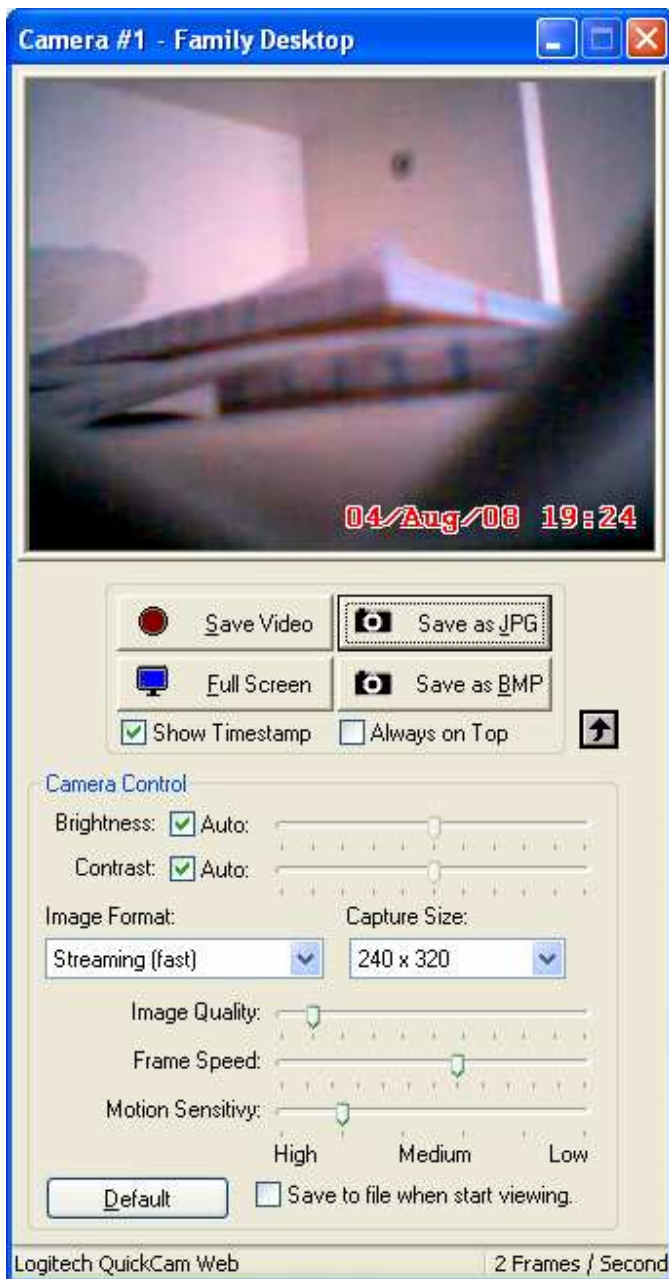 Camera #1 - Family Desktop
04/Aug/08 19:24
Save Video Save as JPG
Full Screen Save as BMP
Show Timestamp Always on Top
Camera Control
Brightness: Auto:
Contrast: Auto:
Image Format: Capture Size:
Streaming (fast) 240 x 320
Image Quality:
Frame Speed:
Motion Sensitivy:
High Medium Low
Default Save to file when start viewing.
Logitech QuickCam Web 2 Frames / Second